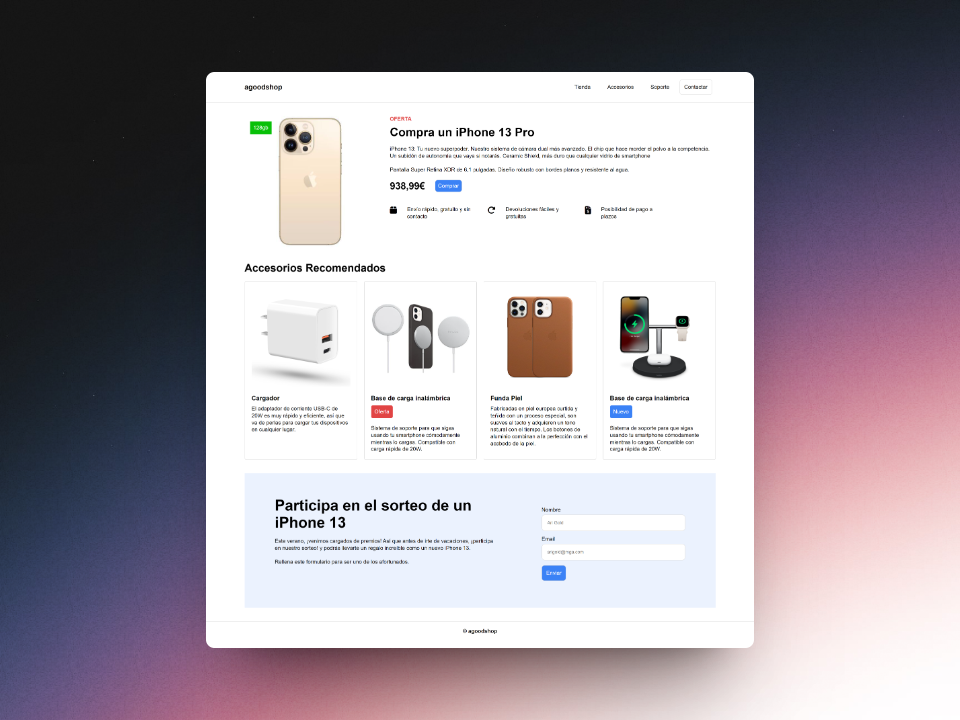 agoodshop
Tienda
Accesorios
Soporte
Contactar
128gb
OFERTA
Compra un iPhone 13 Pro
iPhone 13: Tu nuevo superpoder. Nuestro sistema de camara dual mas avanzado. El chip que hace morder el polvo a la competencia.
Un subidón de autonomía que vaya si notarás. Ceramic Shield, más duro que cualquier vidrio de smartphone
Pantalla Super Retina XDR de 6,1 pulgadas. Diseño robusto con bordes planos y resistente al agua.
938,99€
Comprar
Envío rápido, gratuito y sin
contacto.
Devoluciones fáciles y
gratuitas
Posibilidad de pago a
plazos
Accesorios Recomendados
Cargador
El adaptador de corriente USB-C de
20W es muy rápido y eficiente, así que
va de perlas para cargar tus dispositivos
en cualquier lugar.
Base de carga inalámbrica
Oferta
Sistema de soporte para que sigas
usando tu smartphone cómodamente
mientras lo cargas. Compatible con
carga rápida de 20W.
Funda Piel
Fabricadas en piel europea curtida y
teñida con un proceso especial, son
suaves al tacto y adquieren un tono
natural con el tiempo. Los botones de
aluminio combinan a la perfección con el
acabado de la piel.
Base de carga inalámbrica
Nuevo
Sistema de soporte para que sigas
usando tu smartphone cómodamente
mientras lo cargas. Compatible con
carga rápida de 20W.
Participa en el sorteo de un
iPhone 13
Este verano, ¡venimos cargados de premios! Así que antes de irte de vacaciones, ¡participa
en nuestro sorteo! y podrás llevarte un regalo increíble como un nuevo iPhone 13.
Rellena este formulario para ser uno de los afortunados.
Nombre
Email
Enviar
© agoodshop